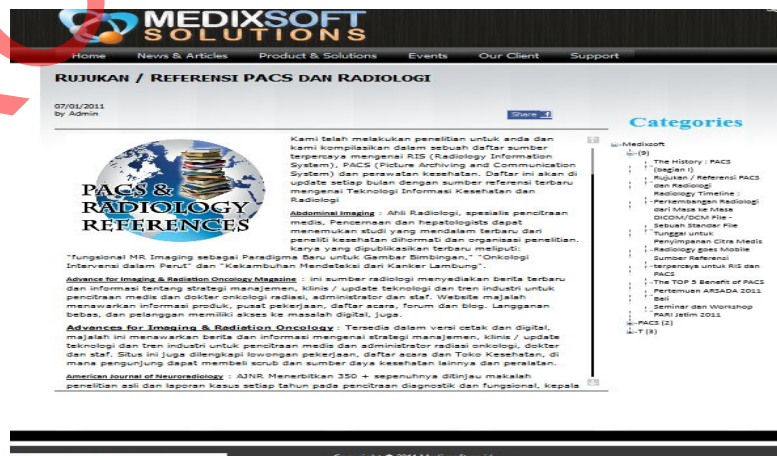 MEDIXSOFT
SOLUTIONS
Home News & Articles Product & Solutions Events Our Client Support
RUJUKAN / REFERENSI PACS DAN RADIOLOGI
07/01/2011
by Admin
Share
Categories
PACS &
RADIOLOGY
REFERENCES
Kami telah melakukan penelitian untuk anda dan
kami kompilasikan dalam sebuah daftar sumber
terpercaya mengenai RIS (Radiology Information
System), PACS (Picture Archiving and Communication
System) dan perawatan kesehatan. Daftar ini akan di
update setiap bulan dengan sumber referensi terbaru
mengenai Teknologi Informasi Kesehatan dan
Radiologi
Abdominal Imaging : Ahli Radiologi, spesialis pencitraan
medis, Pencernaan dan hepatologists dapat
menemukan studi yang mendalam terbaru dari
peneliti kesehatan dihormati dan organisasi penelitian.
karya yang dipublikasikan terbaru meliputi:
"fungsional MR Imaging sebagai Paradigma Baru untuk Gambar Bimbingan," "Onkologi
Intervensi dalam Perut" dan "Kekambuhan Mendeteksi dari Kanker Lambung".
Advance for Imaging & Radiation Oncology Magazine : ini sumber radiologi menyediakan berita terbaru
dan informasi tentang strategi manajemen, klinis / update teknologi dan tren industri untuk
pencitraan medis dan dokter onkologi radiasi, administrator dan staf. Website majalah
menawarkan informasi produk, pusat pekerjaan, daftar acara, forum dan blog. Langganan
bebas, dan pelanggan memiliki akses ke masalah digital, juga.
Advances for Imaging & Radiation Oncology : Tersedia dalam versi cetak dan digital,
majalah ini menawarkan berita dan informasi mengenai strategi manajemen, klinis / update
teknologi dan tren industri untuk pencitraan medis dan administrator radiasi onkologi, dokter
dan staf. Situs ini juga dilengkapi lowongan pekerjaan, daftar acara dan Toko Kesehatan, di
mana pengunjung dapat membeli scrub dan sumber daya kesehatan lainnya dan peralatan.
American Journal of Neuroradiology : AJNR Menerbitkan 350 + sepenuhnya ditinjau makalah
penelitian asli dan laporan kasus setiap tahun pada pencitraan diagnostik dan fungsional, kepala
Medixsoft
(9)
The History : PACS
(bagian I)
Rujukan / Referensi PACS
dan Radiologi
Radiology Timeline :
Perkembangan Radiologi
dari Masa ke Masa
DICOM/DCM File -
Sebuah Standar File
Tunggal untuk
Penyimpanan Citra Medis
Radiology goes Mobile
Sumber Referensi
terpercaya untuk RIS dan
PACS
The TOP 5 Benefit of PACS
Pertemuan ARSADA 2011
Bali
Seminar dan Workshop
PARI Jatim 2011
PACS (2)
T (3)